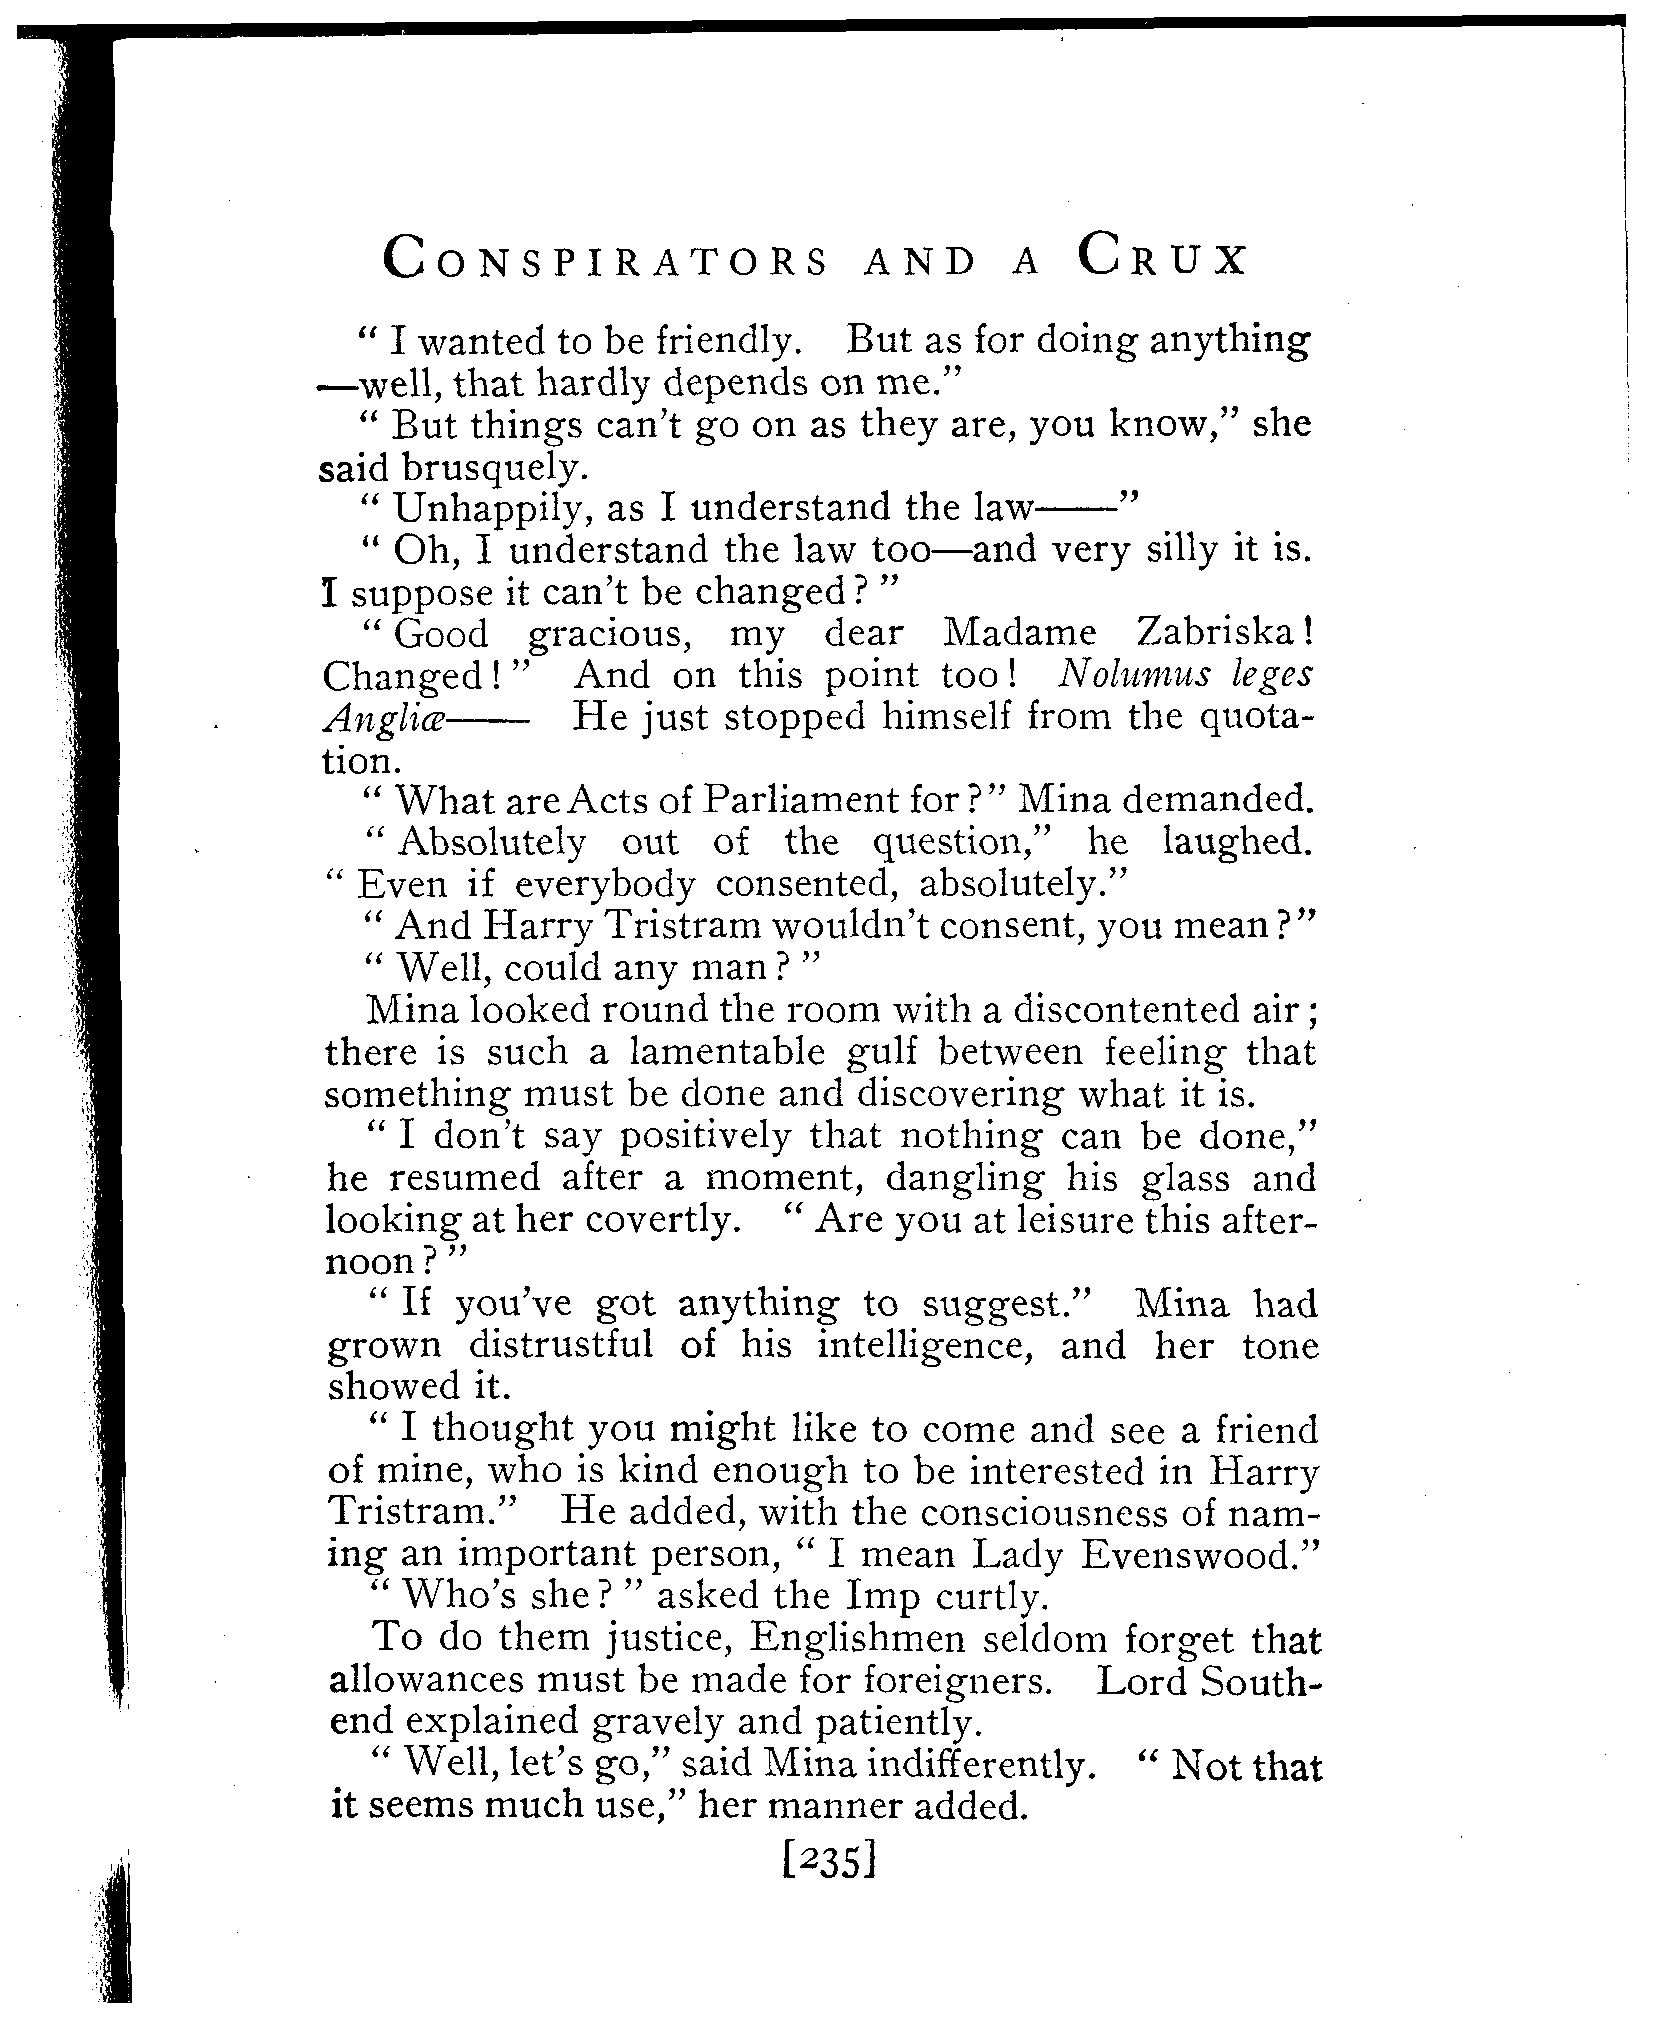 CONSPIRATORS AND A CRUX
“ I wanted to be friendly. But as for doing anything
—well, that hardly depends on me.”
“ But things can't go on as they are, you know,” she
said brusquely.
“ Unhappily, as I understand the law——”
“ Oh, I understand the law too—and very silly it is.
I suppose it can't be changed? ”
“ Good gracious, my dear Madame Zabriska!
Changed! ” And on this point too! Nolumus leges
Angliæ—— He just stopped himself from the quota-
tion.
“ What are Acts of Parliament for?” Mina demanded.
“ Absolutely out of the question,” he laughed.
“ Even if everybody consented, absolutely.”
“ And Harry Tristram wouldn't consent, you mean?”
“ Well, could any man? ”
Mina looked round the room with a discontented air;
there is such a lamentable gulf between feeling that
something must be done and discovering what it is.
“ I don't say positively that nothing can be done,”
he resumed after a moment, dangling his glass and
looking at her covertly. “ Are you at leisure this after-
noon? ”
“ If you've got anything to suggest.” Mina had
grown distrustful of his intelligence, and her tone
showed it.
“ I thought you might like to come and see a friend
of mine, who is kind enough to be interested in Harry
Tristram.” He added, with the consciousness of nam-
ing an important person, “ I mean Lady Evenswood.”
“ Who's she? ” asked the Imp curtly.
To do them justice, Englishmen seldom forget that
allowances must be made for foreigners. Lord South-
end explained gravely and patiently.
“ Well, let's go,” said Mina indifferently. “ Not that
it seems much use,” her manner added.
[235]